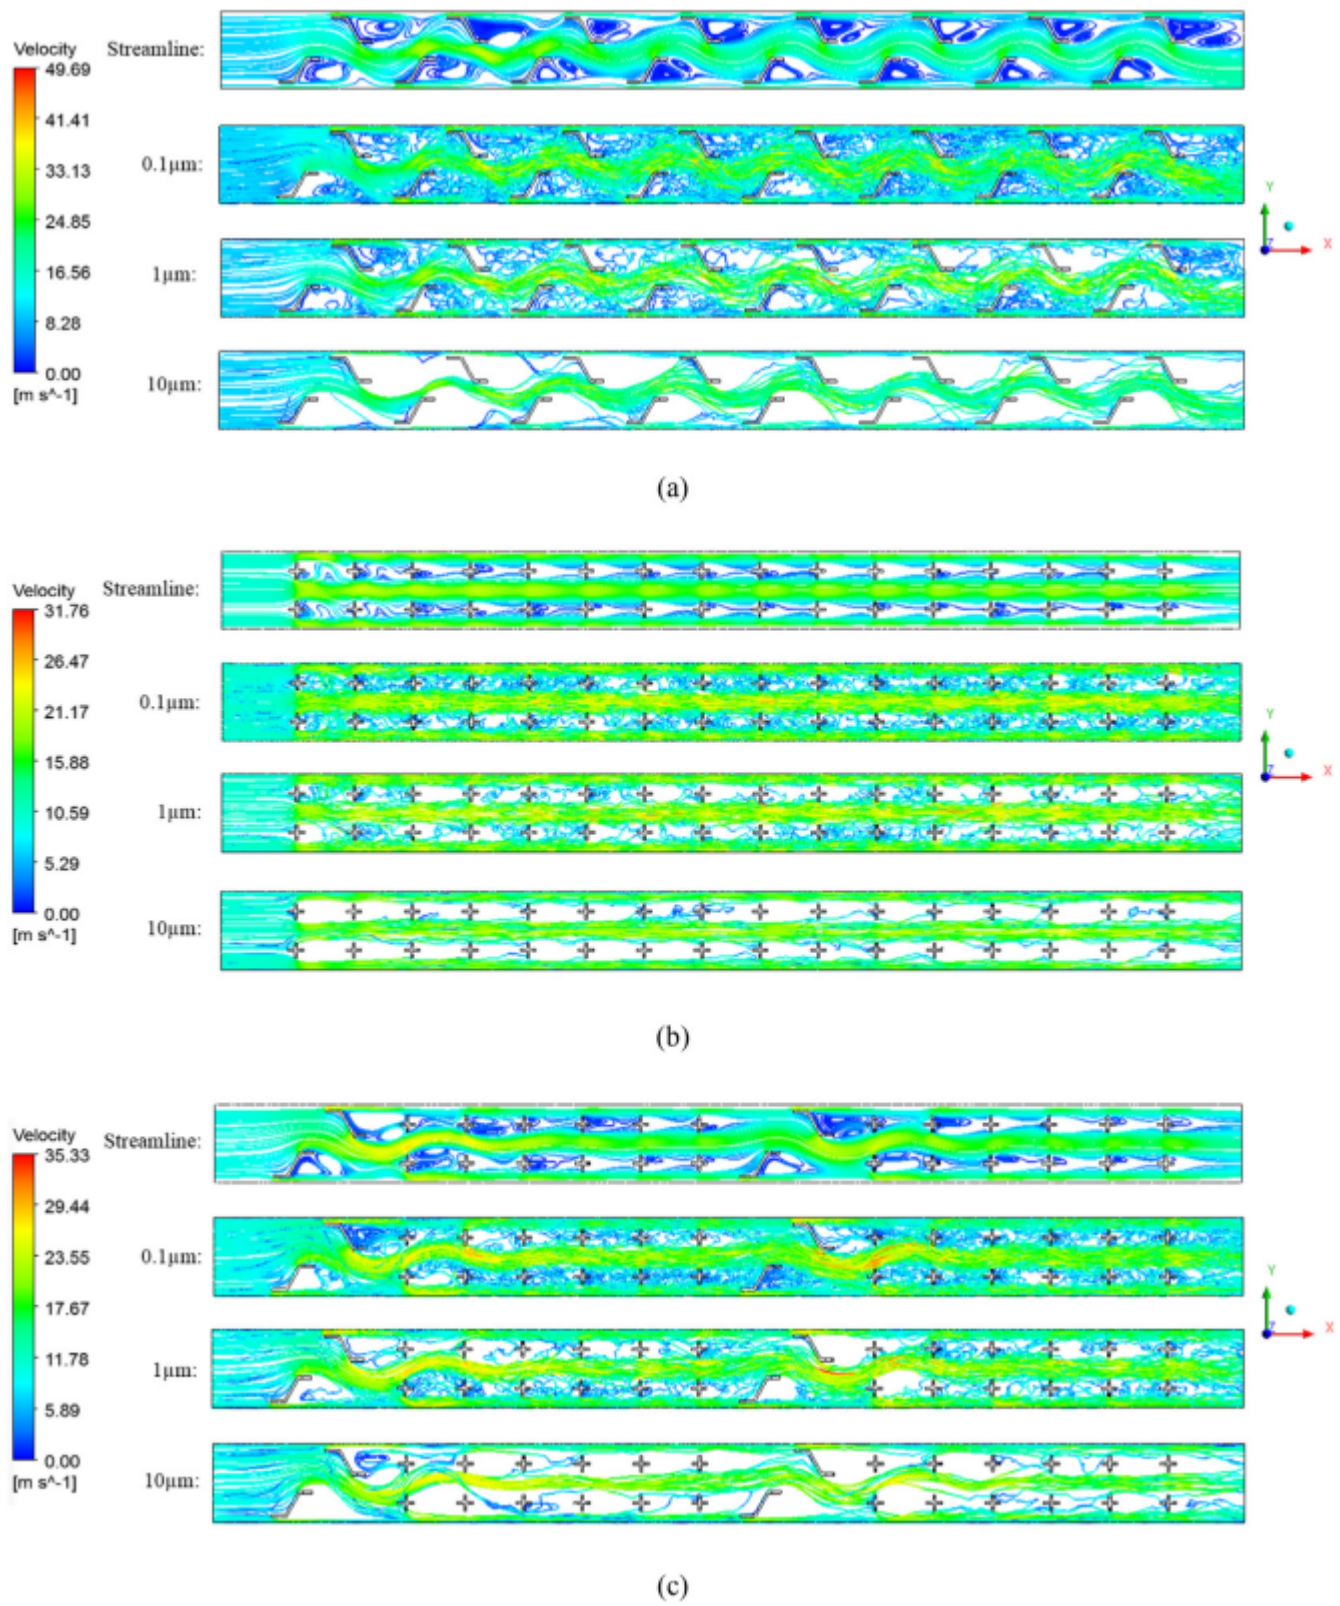 Velocity
49.69
41.41
33.13
24.85
16.56
8.28
0.00
[m s^-1]
Streamline:
0.1μm:
1μm:
10μm:
Y
Z
X
(a)
Velocity
31.76
26.47
21.17
15.88
10.59
5.29
0.00
[m s^-1]
Streamline:
0.1μm:
1μm:
10μm:
Y
Z
X
(b)
Velocity
35.33
29.44
23.55
17.67
11.78
5.89
0.00
[m s^-1]
Streamline:
0.1μm:
1μm:
10μm:
Y
Z
X
(c)